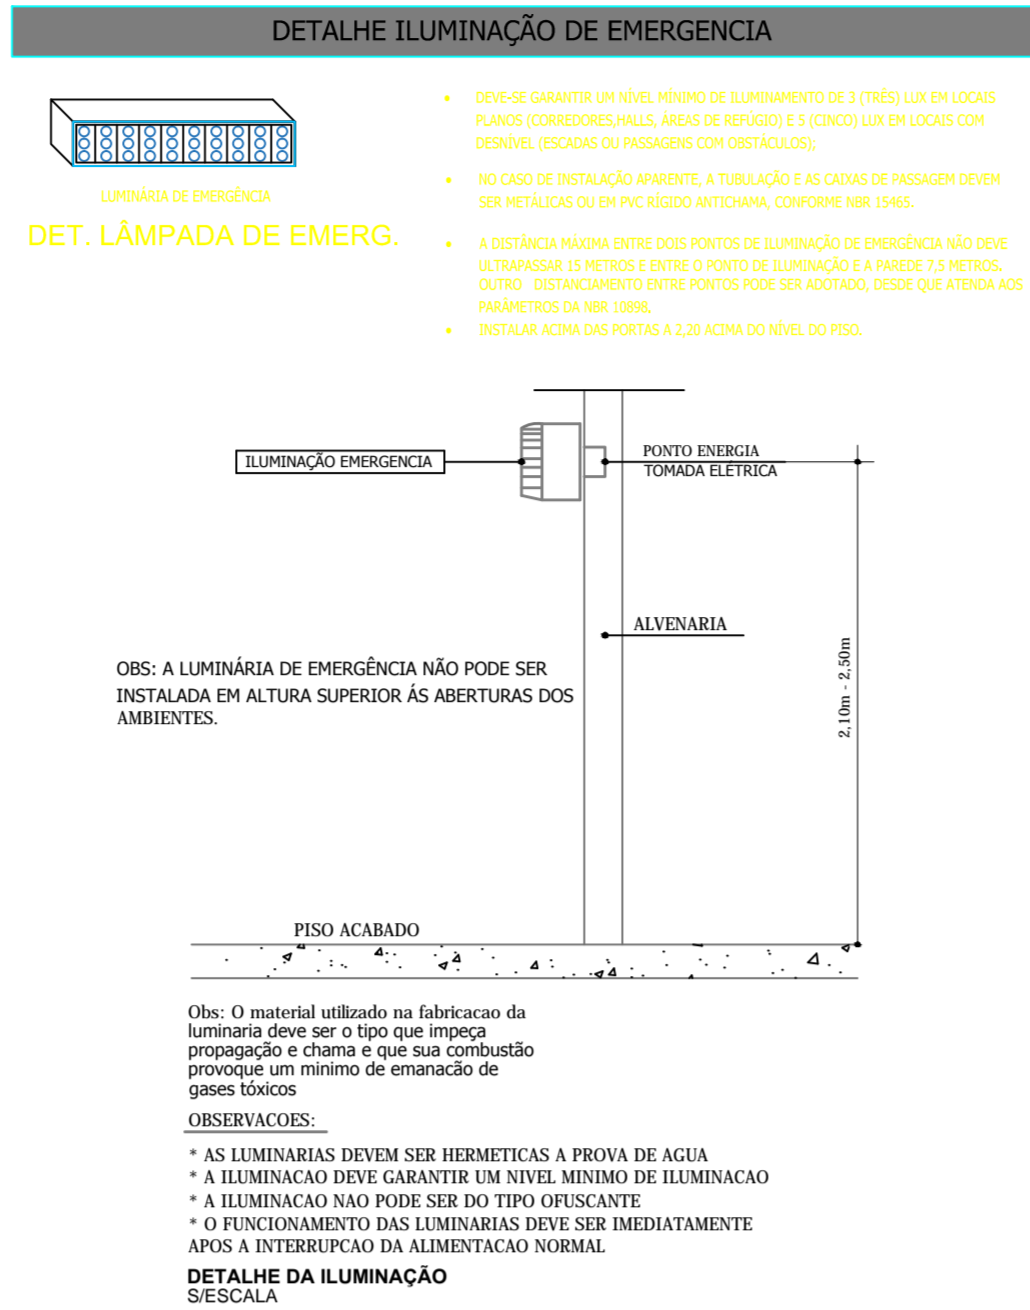 DETALHE ILUMINAÇÃO DE EMERGENCIA
LUMINÁRIA DE EMERGÊNCIA
DET. LÂMPADA DE EMERG.
• DEVE-SE GARANTIR UM NÍVEL MÍNIMO DE ILUMINAMENTO DE 3 (TRÊS) LUX EM LOCAIS
PLANOS (CORREDORES,HALLS, ÁREAS DE REFÚGIO) E 5 (CINCO) LUX EM LOCAIS COM
DESNÍVEL (ESCADAS OU PASSAGENS COM OBSTÁCULOS);
• NO CASO DE INSTALAÇÃO APARENTE, A TUBULAÇÃO E AS CAIXAS DE PASSAGEM DEVEM
SER METÁLICAS OU EM PVC RÍGIDO ANTICHAMA, CONFORME NBR 15465.
• A DISTÂNCIA MÁXIMA ENTRE DOIS PONTOS DE ILUMINAÇÃO DE EMERGÊNCIA NÃO DEVE
ULTRAPASSAR 15 METROS E ENTRE O PONTO DE ILUMINAÇÃO E A PAREDE 7,5 METROS.
OUTRO DISTANCIAMENTO ENTRE PONTOS PODE SER ADOTADO, DESDE QUE ATENDA AOS
PARÂMETROS DA NBR 10898.
• INSTALAR ACIMA DAS PORTAS A 2,20 ACIMA DO NÍVEL DO PISO.
ILUMINAÇÃO EMERGENCIA
PONTO ENERGIA
TOMADA ELÉTRICA
ALVENARIA
2,10m - 2,50m
OBS: A LUMINÁRIA DE EMERGÊNCIA NÃO PODE SER
INSTALADA EM ALTURA SUPERIOR ÁS ABERTURAS DOS
AMBIENTES.
PISO ACABADO
Obs: O material utilizado na fabricacao da
luminaria deve ser o tipo que impeça
propagação e chama e que sua combustão
provoque um minimo de emanacão de
gases tóxicos
OBSERVACOES:
* AS LUMINARIAS DEVEM SER HERMETICAS A PROVA DE AGUA
* A ILUMINACAO DEVE GARANTIR UM NIVEL MINIMO DE ILUMINACAO
* A ILUMINACAO NAO PODE SER DO TIPO OFUSCANTE
* O FUNCIONAMENTO DAS LUMINARIAS DEVE SER IMEDIATAMENTE
APOS A INTERRUPCAO DA ALIMENTACAO NORMAL
DETALHE DA ILUMINAÇÃO
S/ESCALA